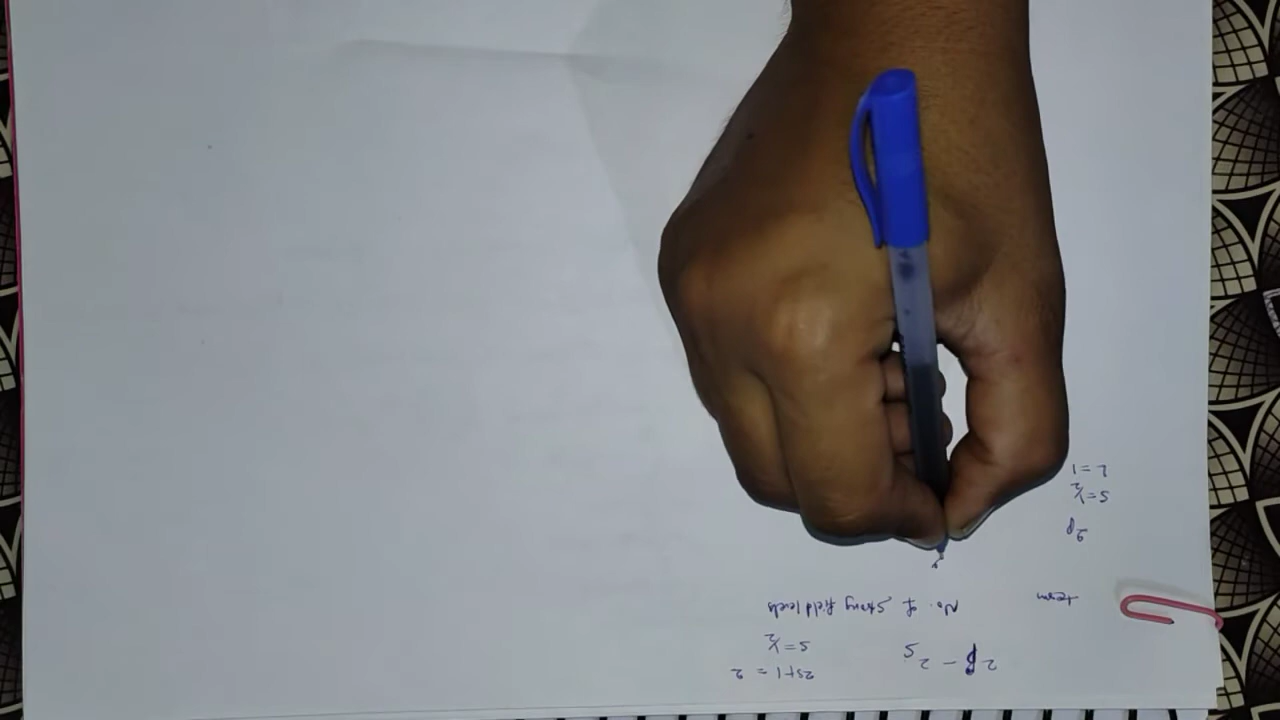 ²P - ²S 2S+1 = 2
S = ½
term No. of strong field levels
²P
S=½
L=1